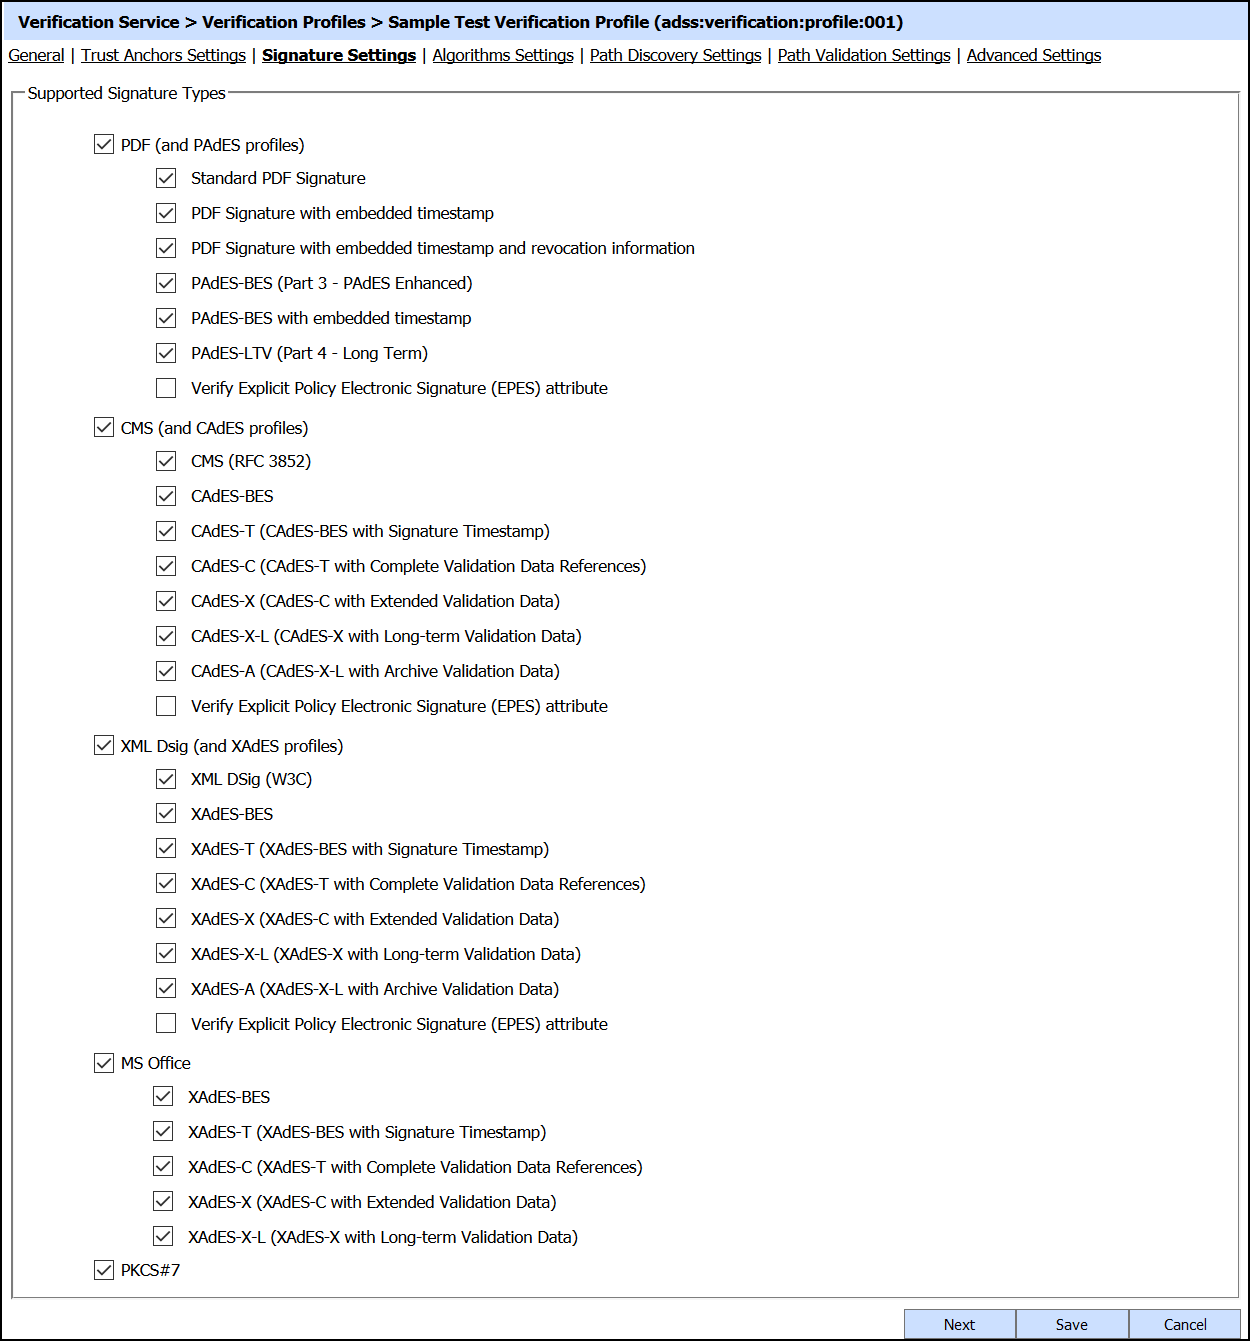 Verification Service > Verification Profiles > Sample Test Verification Profile (adss:verification:profile:001)
General | Trust Anchors Settings | Signature Settings | Algorithms Settings | Path Discovery Settings | Path Validation Settings | Advanced Settings
Supported Signature Types
PDF (and PAdES profiles)
Standard PDF Signature
PDF Signature with embedded timestamp
PDF Signature with embedded timestamp and revocation information
PAdES-BES (Part 3 - PAdES Enhanced)
PAdES-BES with embedded timestamp
PAdES-LTV (Part 4 - Long Term)
Verify Explicit Policy Electronic Signature (EPES) attribute
CMS (and CAdES profiles)
CMS (RFC 3852)
CAdES-BES
CAdES-T (CAdES-BES with Signature Timestamp)
CAdES-C (CAdES-T with Complete Validation Data References)
CAdES-X (CAdES-C with Extended Validation Data)
CAdES-X-L (CAdES-X with Long-term Validation Data)
CAdES-A (CAdES-X-L with Archive Validation Data)
Verify Explicit Policy Electronic Signature (EPES) attribute
XML Dsig (and XAdES profiles)
XML DSig (W3C)
XAdES-BES
XAdES-T (XAdES-BES with Signature Timestamp)
XAdES-C (XAdES-T with Complete Validation Data References)
XAdES-X (XAdES-C with Extended Validation Data)
XAdES-X-L (XAdES-X with Long-term Validation Data)
XAdES-A (XAdES-X-L with Archive Validation Data)
Verify Explicit Policy Electronic Signature (EPES) attribute
MS Office
XAdES-BES
XAdES-T (XAdES-BES with Signature Timestamp)
XAdES-C (XAdES-T with Complete Validation Data References)
XAdES-X (XAdES-C with Extended Validation Data)
XAdES-X-L (XAdES-X with Long-term Validation Data)
PKCS#7
Next Save Cancel